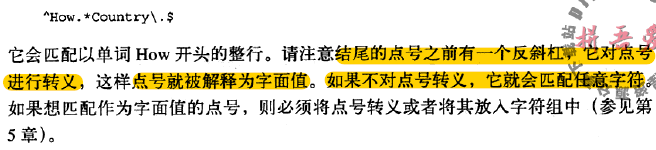 ^How.*Country\.$
它会匹配以单词 How 开头的整行。请注意结尾的点号之前有一个反斜杠，它对点号
进行转义，这样点号就被解释为字面值。如果不对点号转义，它就会匹配任意字符。
如果想匹配作为字面值的点号，则必须将点号转义或者将其放入字符组中（参见第
5 章）。